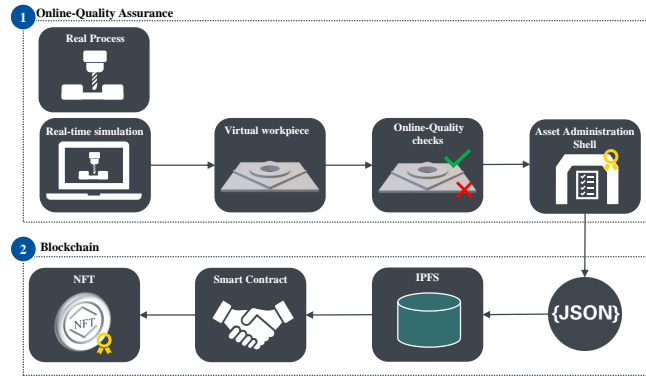 1 Online-Quality Assurance
Real Process
Real-time simulation
Virtual workpiece
Online-Quality
checks
Asset Administration
Shell
2 Blockchain
NFT
NFT
Smart Contract
IPFS
{JSON}